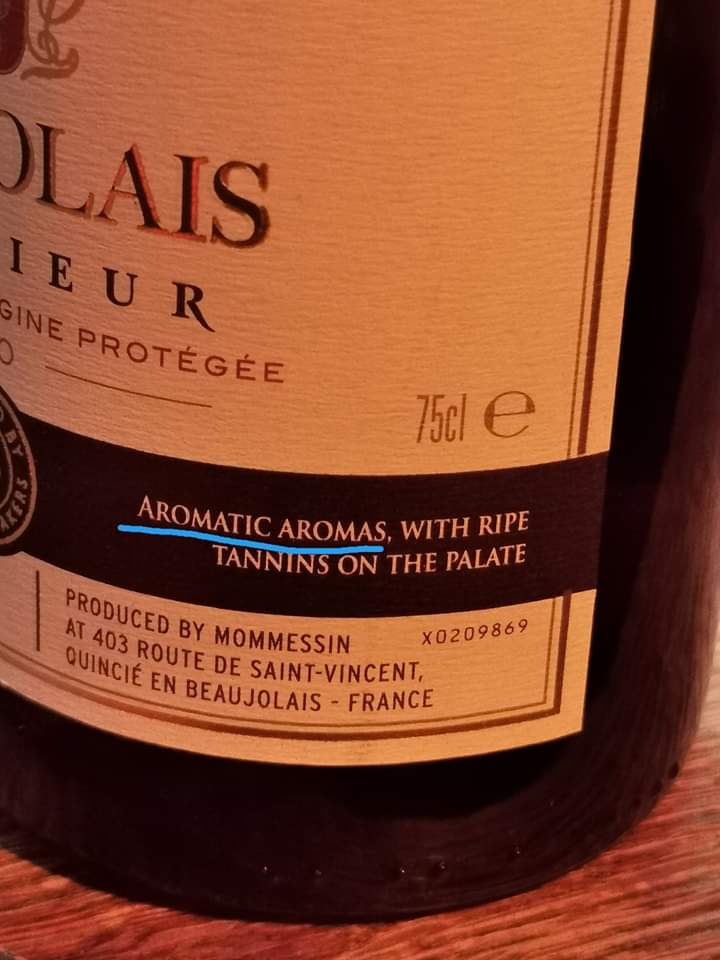 OLAIS
IEUR
GINE PROTÉGÉE
75cl e
AROMATIC AROMAS, WITH RIPE
TANNINS ON THE PALATE
PRODUCED BY MOMMESSIN
AT 403 ROUTE DE SAINT-VINCENT,
QUINCIÉ EN BEAUJOLAIS - FRANCE
X0209869